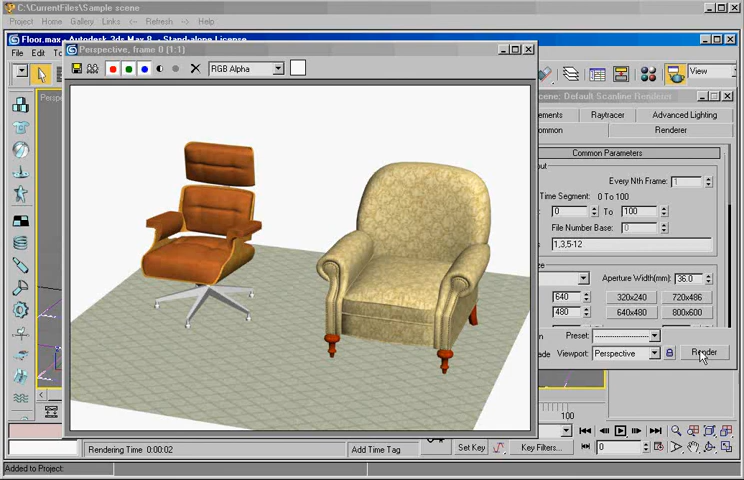 C:\CurrentFiles\Sample scene
Project Home Gallery Links Refresh Help
Floor.max - Autodesk 3ds Max 8 - Stand-alone License
File Edit
Perspective, frame 0 (1:1)
RGB Alpha
View
Scene: Default Scanline Renderer
Raytracer Advanced Lighting
Renderer
Common Parameters
Every Nth Frame: 1
Time Segment: 0 To 100
0 To 100
File Number Base: 0
1,3,5-12
Aperture Width(mm): 36.0
640 320x240 720x486
480 640x480 800x600
Preset: --------------------
Viewport: Perspective Render
100
Rendering Time 0:00:02 Add Time Tag Set Key Key Filters... 0
Added to Project: